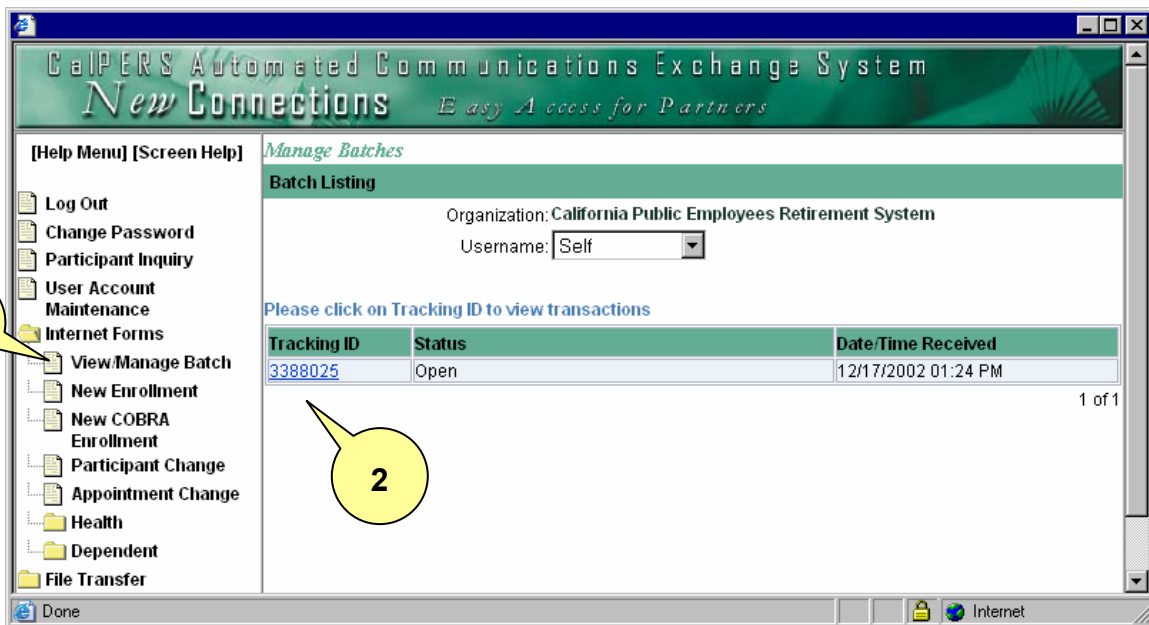 CalPERS Automated Communications Exchange System
New Connections Easy Access for Partners
[Help Menu] [Screen Help]
Log Out
Change Password
Participant Inquiry
User Account
Maintenance
Internet Forms
View/Manage Batch
New Enrollment
New COBRA
Enrollment
Participant Change
Appointment Change
Health
Dependent
File Transfer
Manage Batches
Batch Listing
Organization: California Public Employees Retirement System
Username: Self
Please click on Tracking ID to view transactions
Tracking ID Status Date/Time Received
3388025 Open 12/17/2002 01:24 PM
1 of 1
2
Done Internet